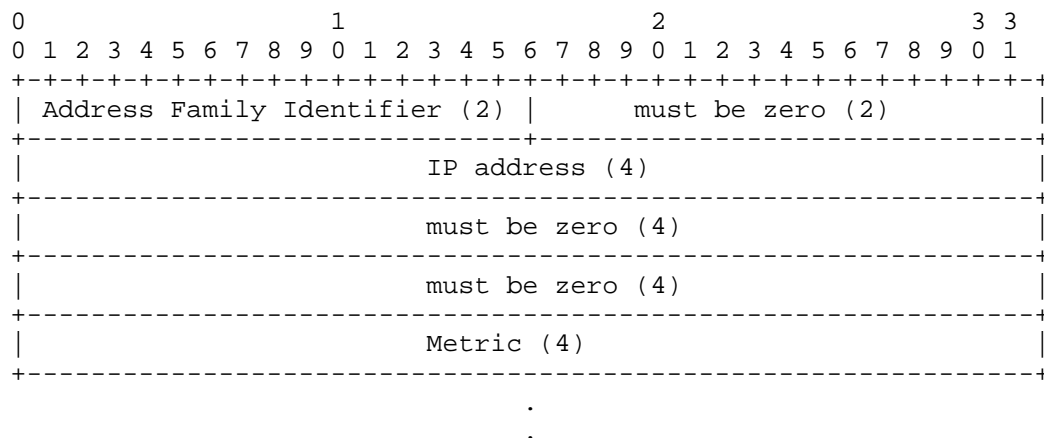 0                   1                   2                   3 3
0 1 2 3 4 5 6 7 8 9 0 1 2 3 4 5 6 7 8 9 0 1 2 3 4 5 6 7 8 9 0 1
+-+-+-+-+-+-+-+-+-+-+-+-+-+-+-+-+-+-+-+-+-+-+-+-+-+-+-+-+-+-+-+-+
| Address Family Identifier (2) |      must be zero (2)         |
+-------------------------------+-------------------------------+
|                         IP address (4)                        |
+---------------------------------------------------------------+
|                         must be zero (4)                      |
+---------------------------------------------------------------+
|                         must be zero (4)                      |
+---------------------------------------------------------------+
|                         Metric (4)                            |
+---------------------------------------------------------------+
                                .
                                .